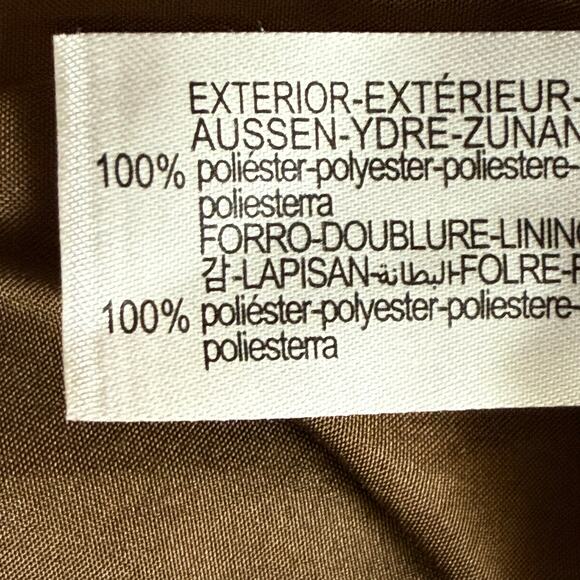 EXTERIOR-EXTÉRIEUR-
AUSSEN-YDRE-ZUNAN
100% poliéster-polyester-poliestere-
poliesterra
FORRO-DOUBLURE-LINING
감-LAPISAN-البطانة-FOLRE-F
100% poliéster-polyester-poliestere-
poliesterra